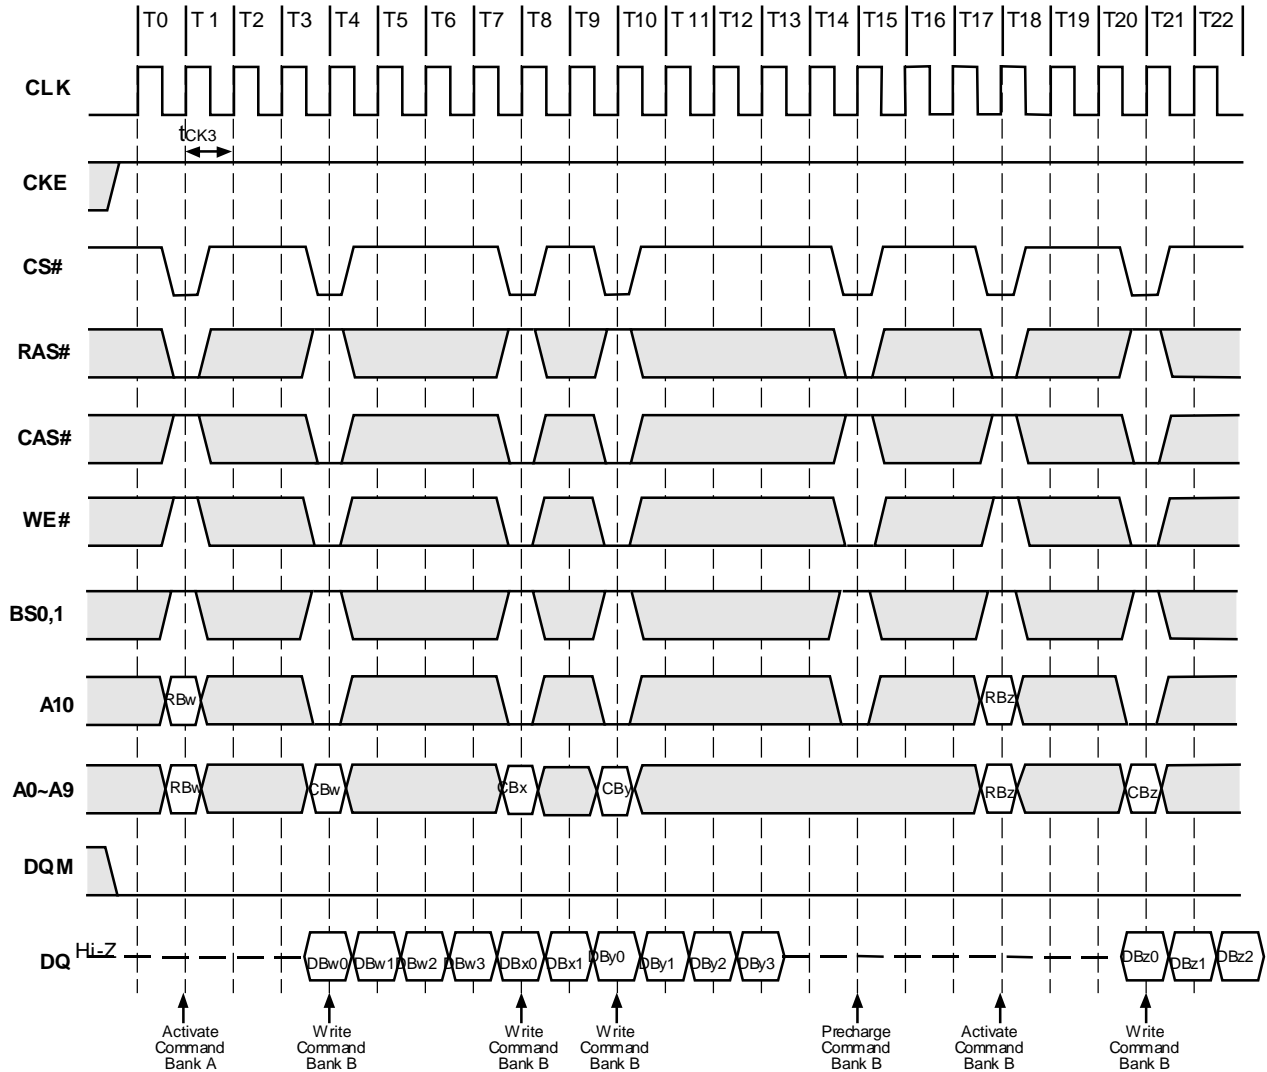 T0 T1 T2 T3 T4 T5 T6 T7 T8 T9 T10 T11 T12 T13 T14 T15 T16 T17 T18 T19 T20 T21 T22
CLK
tCK3
CKE
CS#
RAS#
CAS#
WE#
BS0,1
A10 RBw RBz
A0~A9 RBw CBw CBx CBy RBz CBz
DQM
DQ Hi-Z DBw0 DBw1 DBw2 DBw3 DBx0 DBx1 DBy0 DBy1 DBy2 DBy3 DBz0 DBz1 DBz2
Activate Write Write Write Precharge Activate Write
Command Command Command Command Command Command Command
Bank A Bank B Bank B Bank B Bank B Bank B Bank B